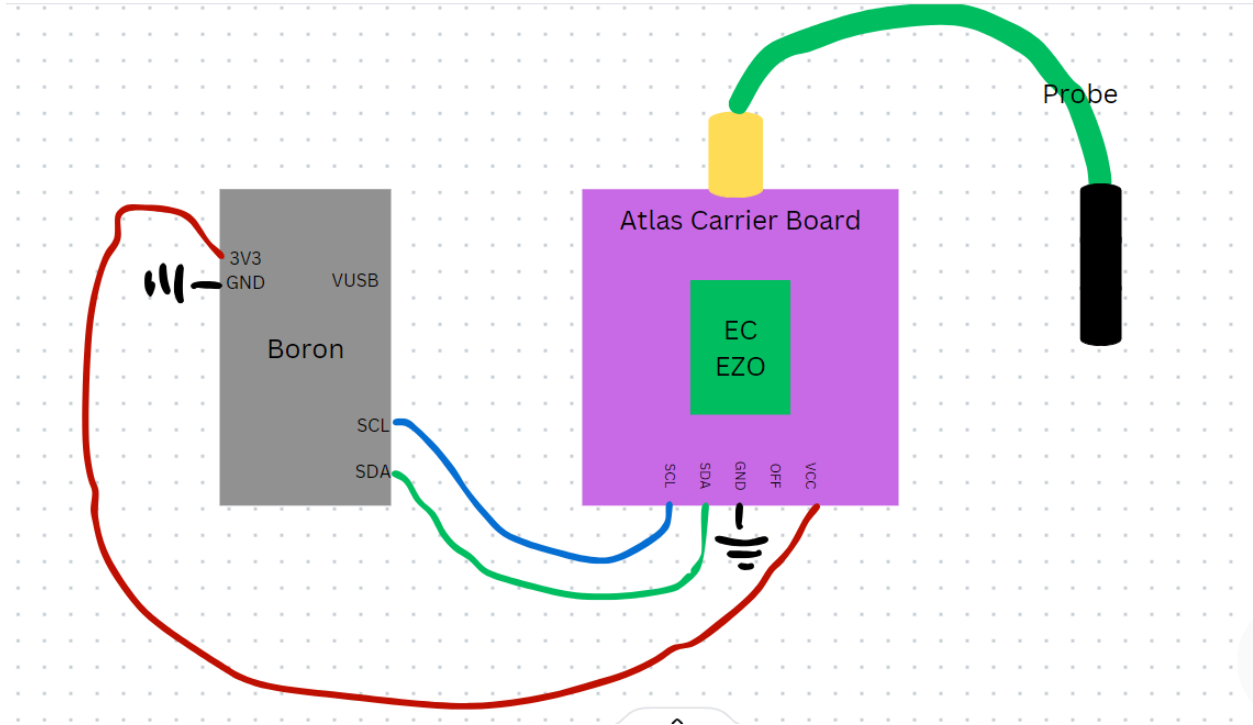 Probe
Atlas Carrier Board
3V3
GND
VUSB
Boron
EC
EZO
SCL
SDA
SCL
SDA
GND
OFF
VCC